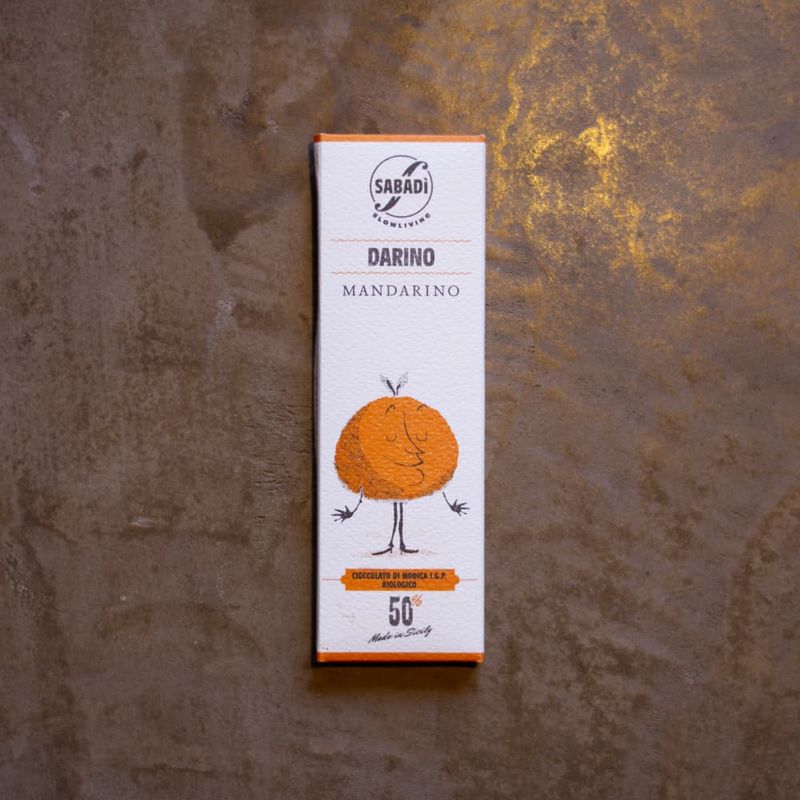 SABADÌ
SLOWLIVING
DARINO
MANDARINO
CIOCCOLATO DI MODICA I.G.P.
BIOLOGICO
50%
Made in Sicily